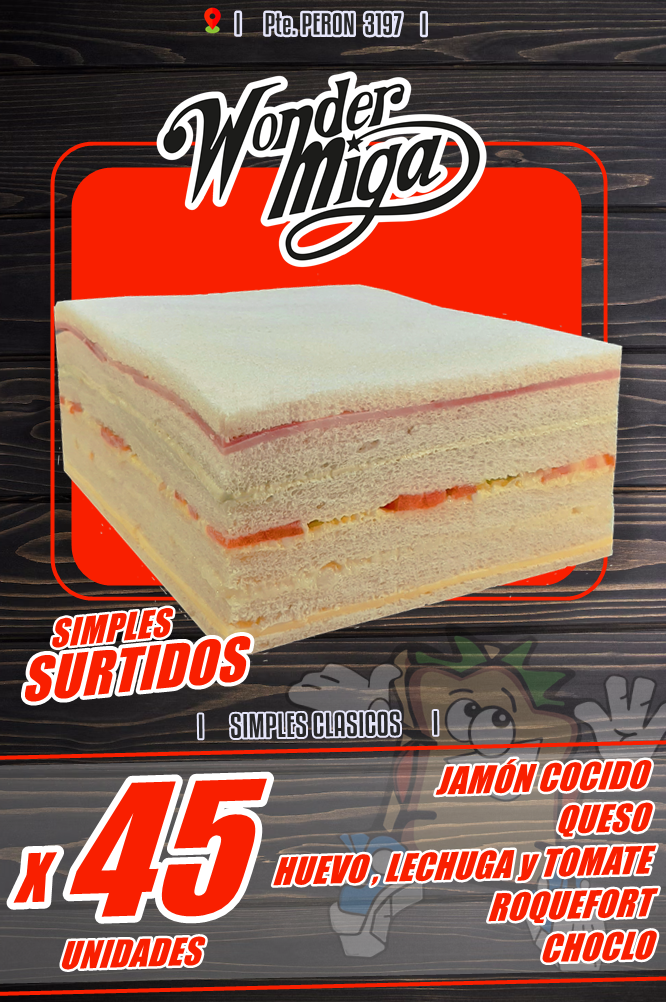 | Pte. PERON 3197 |
Wonder
miga
SIMPLES
SURTIDOS
| SIMPLES CLASICOS |
x 45
UNIDADES
JAMÓN COCIDO
QUESO
HUEVO, LECHUGA y TOMATE
ROQUEFORT
CHOCLO